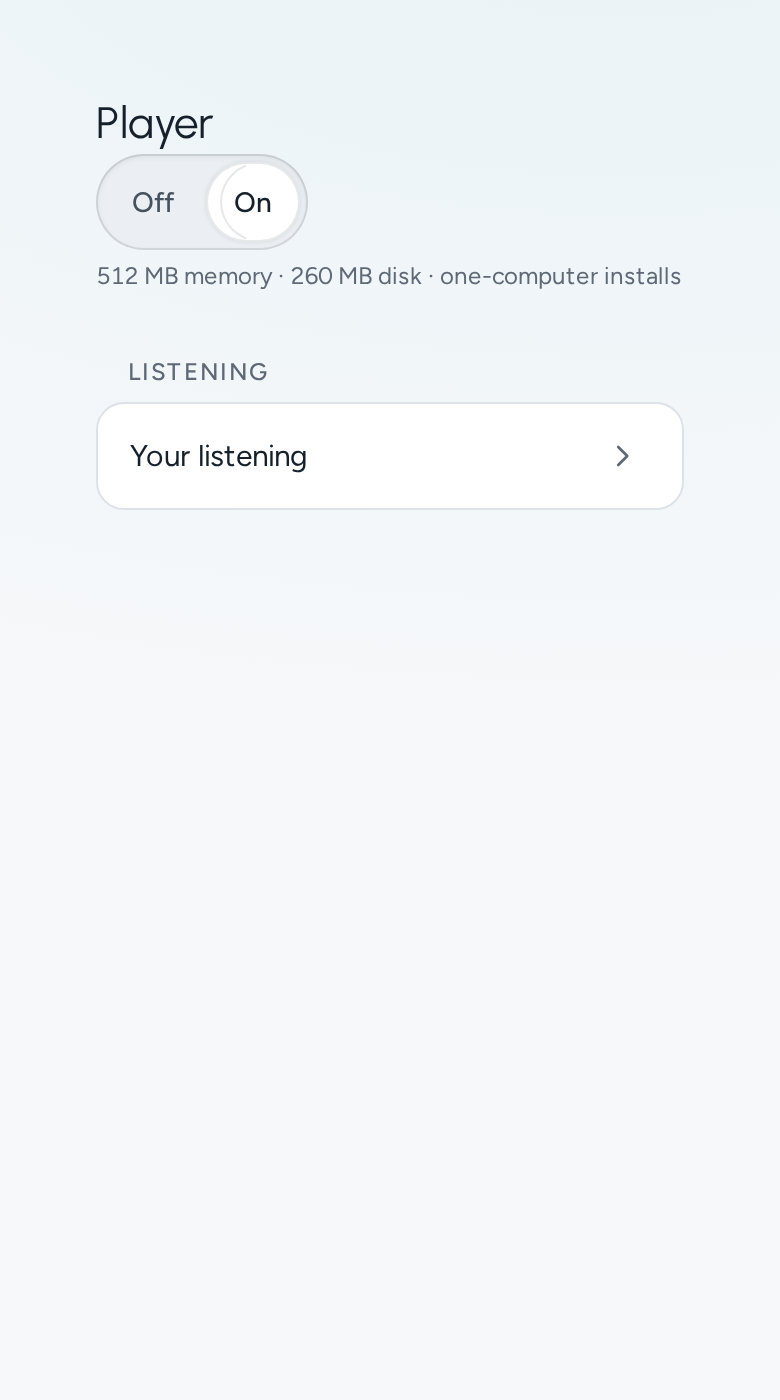 Player
Off On
512 MB memory · 260 MB disk · one-computer installs
LISTENING
Your listening